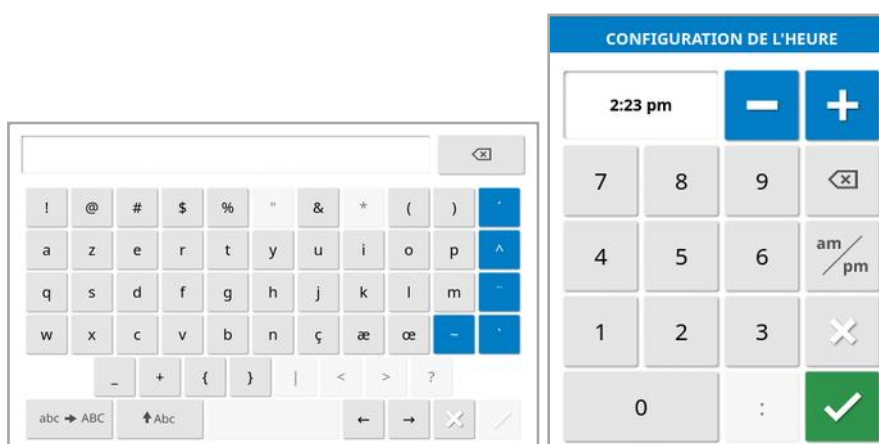 CONFIGURATION DE L'HEURE
2:23 pm
7 8 9
4 5 6 am/pm
1 2 3
0 :
! @ # $ % " & * ( ) ´
a z e r t y u i o p ^
q s d f g h j k l m ¨
w x c v b n ç æ œ ~ `
_ + { } | < > ?
abc → ABC ↑Abc ← →